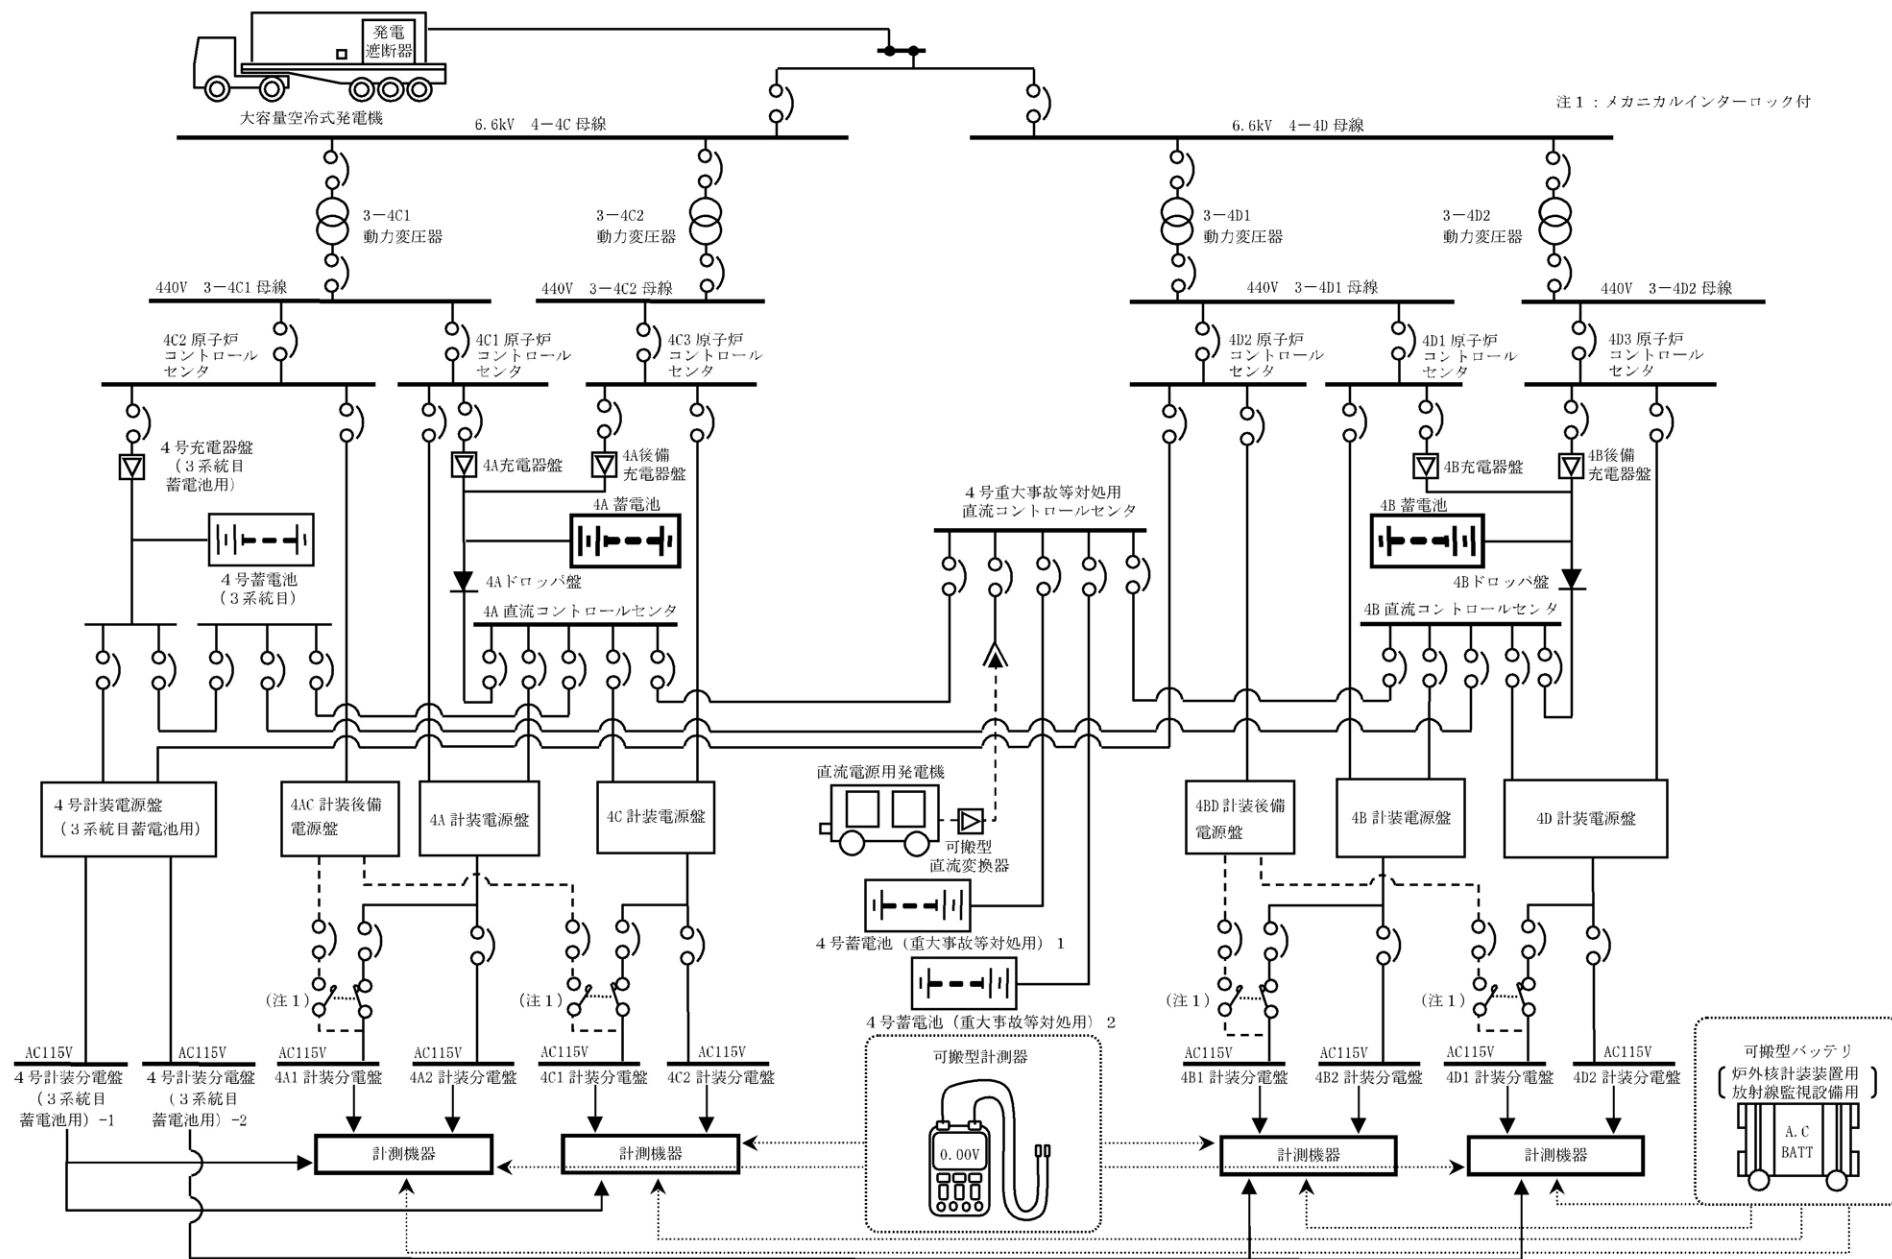 発電
遮断器
大容量空冷式発電機
注1：メカニカルインターロック付
6.6kV 4－4C 母線
6.6kV 4－4D 母線
3－4C1
動力変圧器
3－4C2
動力変圧器
3－4D1
動力変圧器
3－4D2
動力変圧器
440V 3－4C1 母線
440V 3－4C2 母線
440V 3－4D1 母線
440V 3－4D2 母線
4C2 原子炉
コントロール
センタ
4C1 原子炉
コントロール
センタ
4C3 原子炉
コントロール
センタ
4D2 原子炉
コントロール
センタ
4D1 原子炉
コントロール
センタ
4D3 原子炉
コントロール
センタ
4号充電器盤
（3系統目
蓄電池用）
4A充電器盤
4A後備
充電器盤
4B充電器盤
4B後備
充電器盤
4A 蓄電池
4号重大事故等対処用
直流コントロールセンタ
4B 蓄電池
4号蓄電池
（3系統目）
4Aドロッパ盤
4Bドロッパ盤
4A 直流コントロールセンタ
4B 直流コントロールセンタ
4号計装電源盤
（3系統目蓄電池用）
4AC 計装後備
電源盤
4A 計装電源盤
4C 計装電源盤
直流電源用発電機
可搬型
直流変換器
4BD 計装後備
電源盤
4B 計装電源盤
4D 計装電源盤
4号蓄電池（重大事故等対処用）1
4号蓄電池（重大事故等対処用）2
（注1）
（注1）
（注1）
（注1）
AC115V
4号計装分電盤
（3系統目
蓄電池用）-1
AC115V
4号計装分電盤
（3系統目
蓄電池用）-2
AC115V
4A1 計装分電盤
AC115V
4A2 計装分電盤
AC115V
4C1 計装分電盤
AC115V
4C2 計装分電盤
可搬型計測器
0.00V
AC115V
4B1 計装分電盤
AC115V
4B2 計装分電盤
AC115V
4D1 計装分電盤
AC115V
4D2 計装分電盤
可搬型バッテリ
炉外核計装装置用
放射線監視設備用
A.C
BATT
計測機器
計測機器
計測機器
計測機器